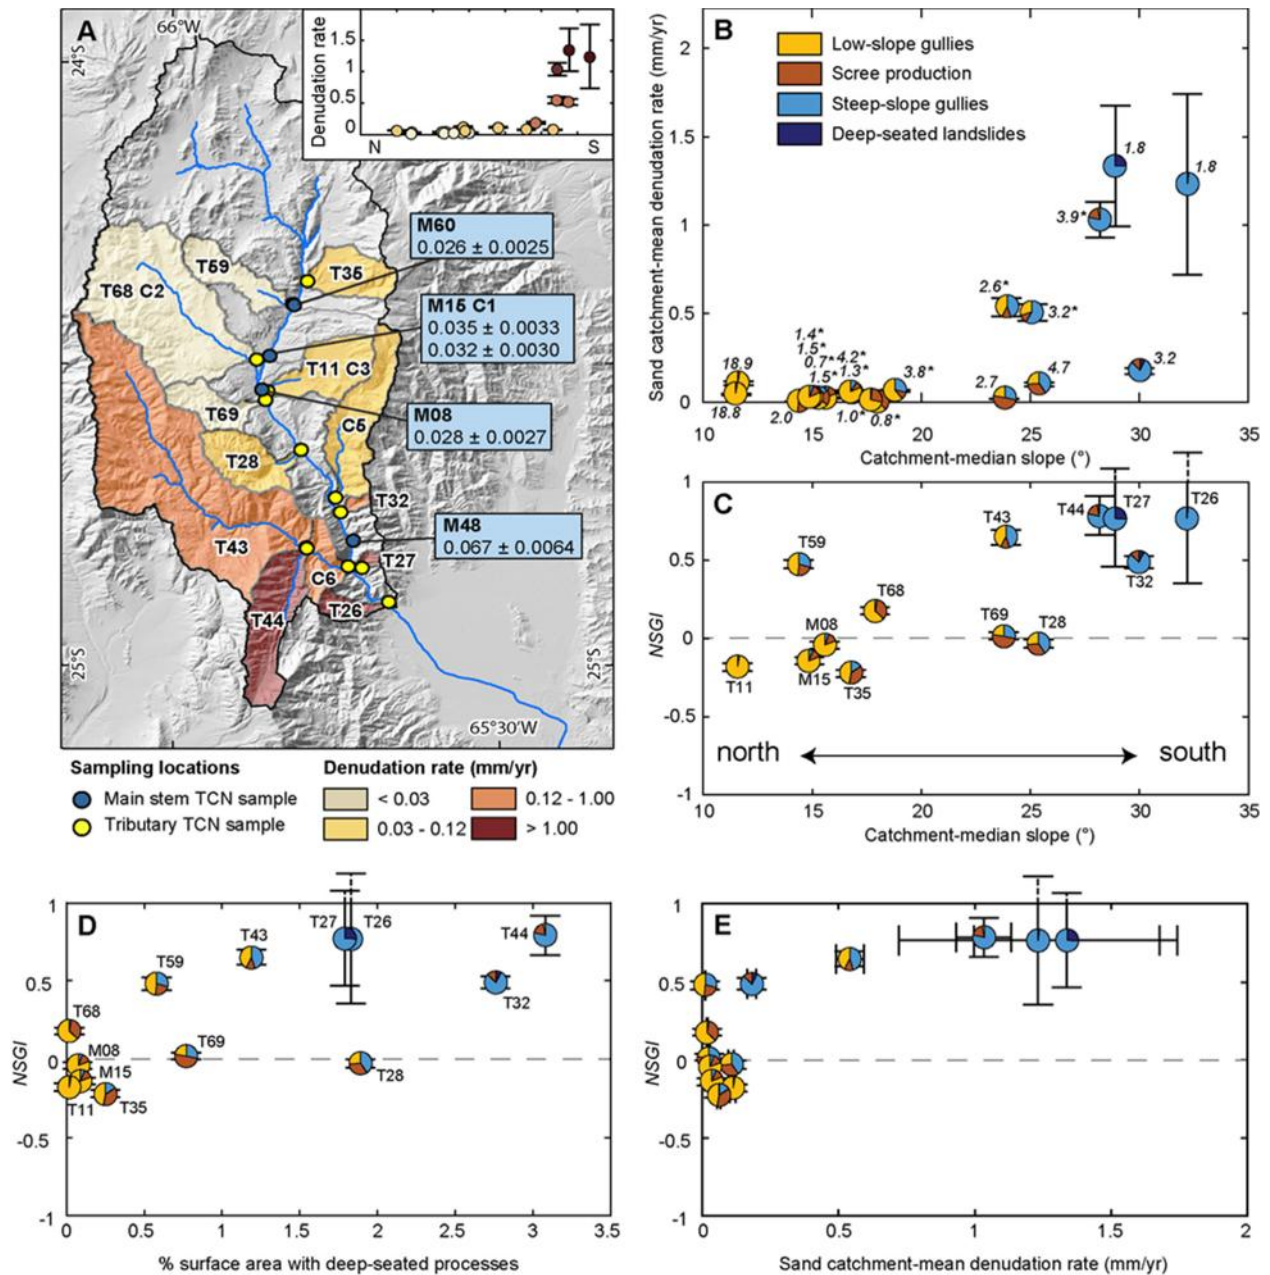 A
66°W
24°S
Denudation rate
1.5
1
0.5
0
N
S
M60
0.026 ± 0.0025
T59
T35
T68 C2
M15 C1
0.035 ± 0.0033
0.032 ± 0.0030
T11 C3
T69
M08
0.028 ± 0.0027
C5
T28
T32
M48
0.067 ± 0.0064
T43
T27
C6
T26
T44
25°S
25°S
65°30'W
Sampling locations
Main stem TCN sample
Tributary TCN sample
Denudation rate (mm/yr)
< 0.03
0.03 - 0.12
0.12 - 1.00
> 1.00
B
Low-slope gullies
Scree production
Steep-slope gullies
Deep-seated landslides
Sand catchment-mean denudation rate (mm/yr)
2
1.5
1
0.5
0
1.8
1.8
3.9*
2.6*
3.2*
1.4*
1.5*
0.7*
4.2*
18.9
1.5*
1.3*
3.8*
2.7
4.7
3.2
18.8
2.0
1.0*
0.8*
10 15 20 25 30 35
Catchment-median slope (°)
C
NSGI
1
0.5
0
-0.5
-1
T44
T27
T26
T43
T59
T32
T68
T69
T28
M08
T11
M15
T35
north
south
10 15 20 25 30 35
Catchment-median slope (°)
D
NSGI
1
0.5
0
-0.5
-1
T27
T26
T44
T43
T59
T32
T68
T69
M08
M15
T28
T11
T35
0 0.5 1 1.5 2 2.5 3 3.5
% surface area with deep-seated processes
E
NSGI
1
0.5
0
-0.5
-1
0 0.5 1 1.5 2
Sand catchment-mean denudation rate (mm/yr)